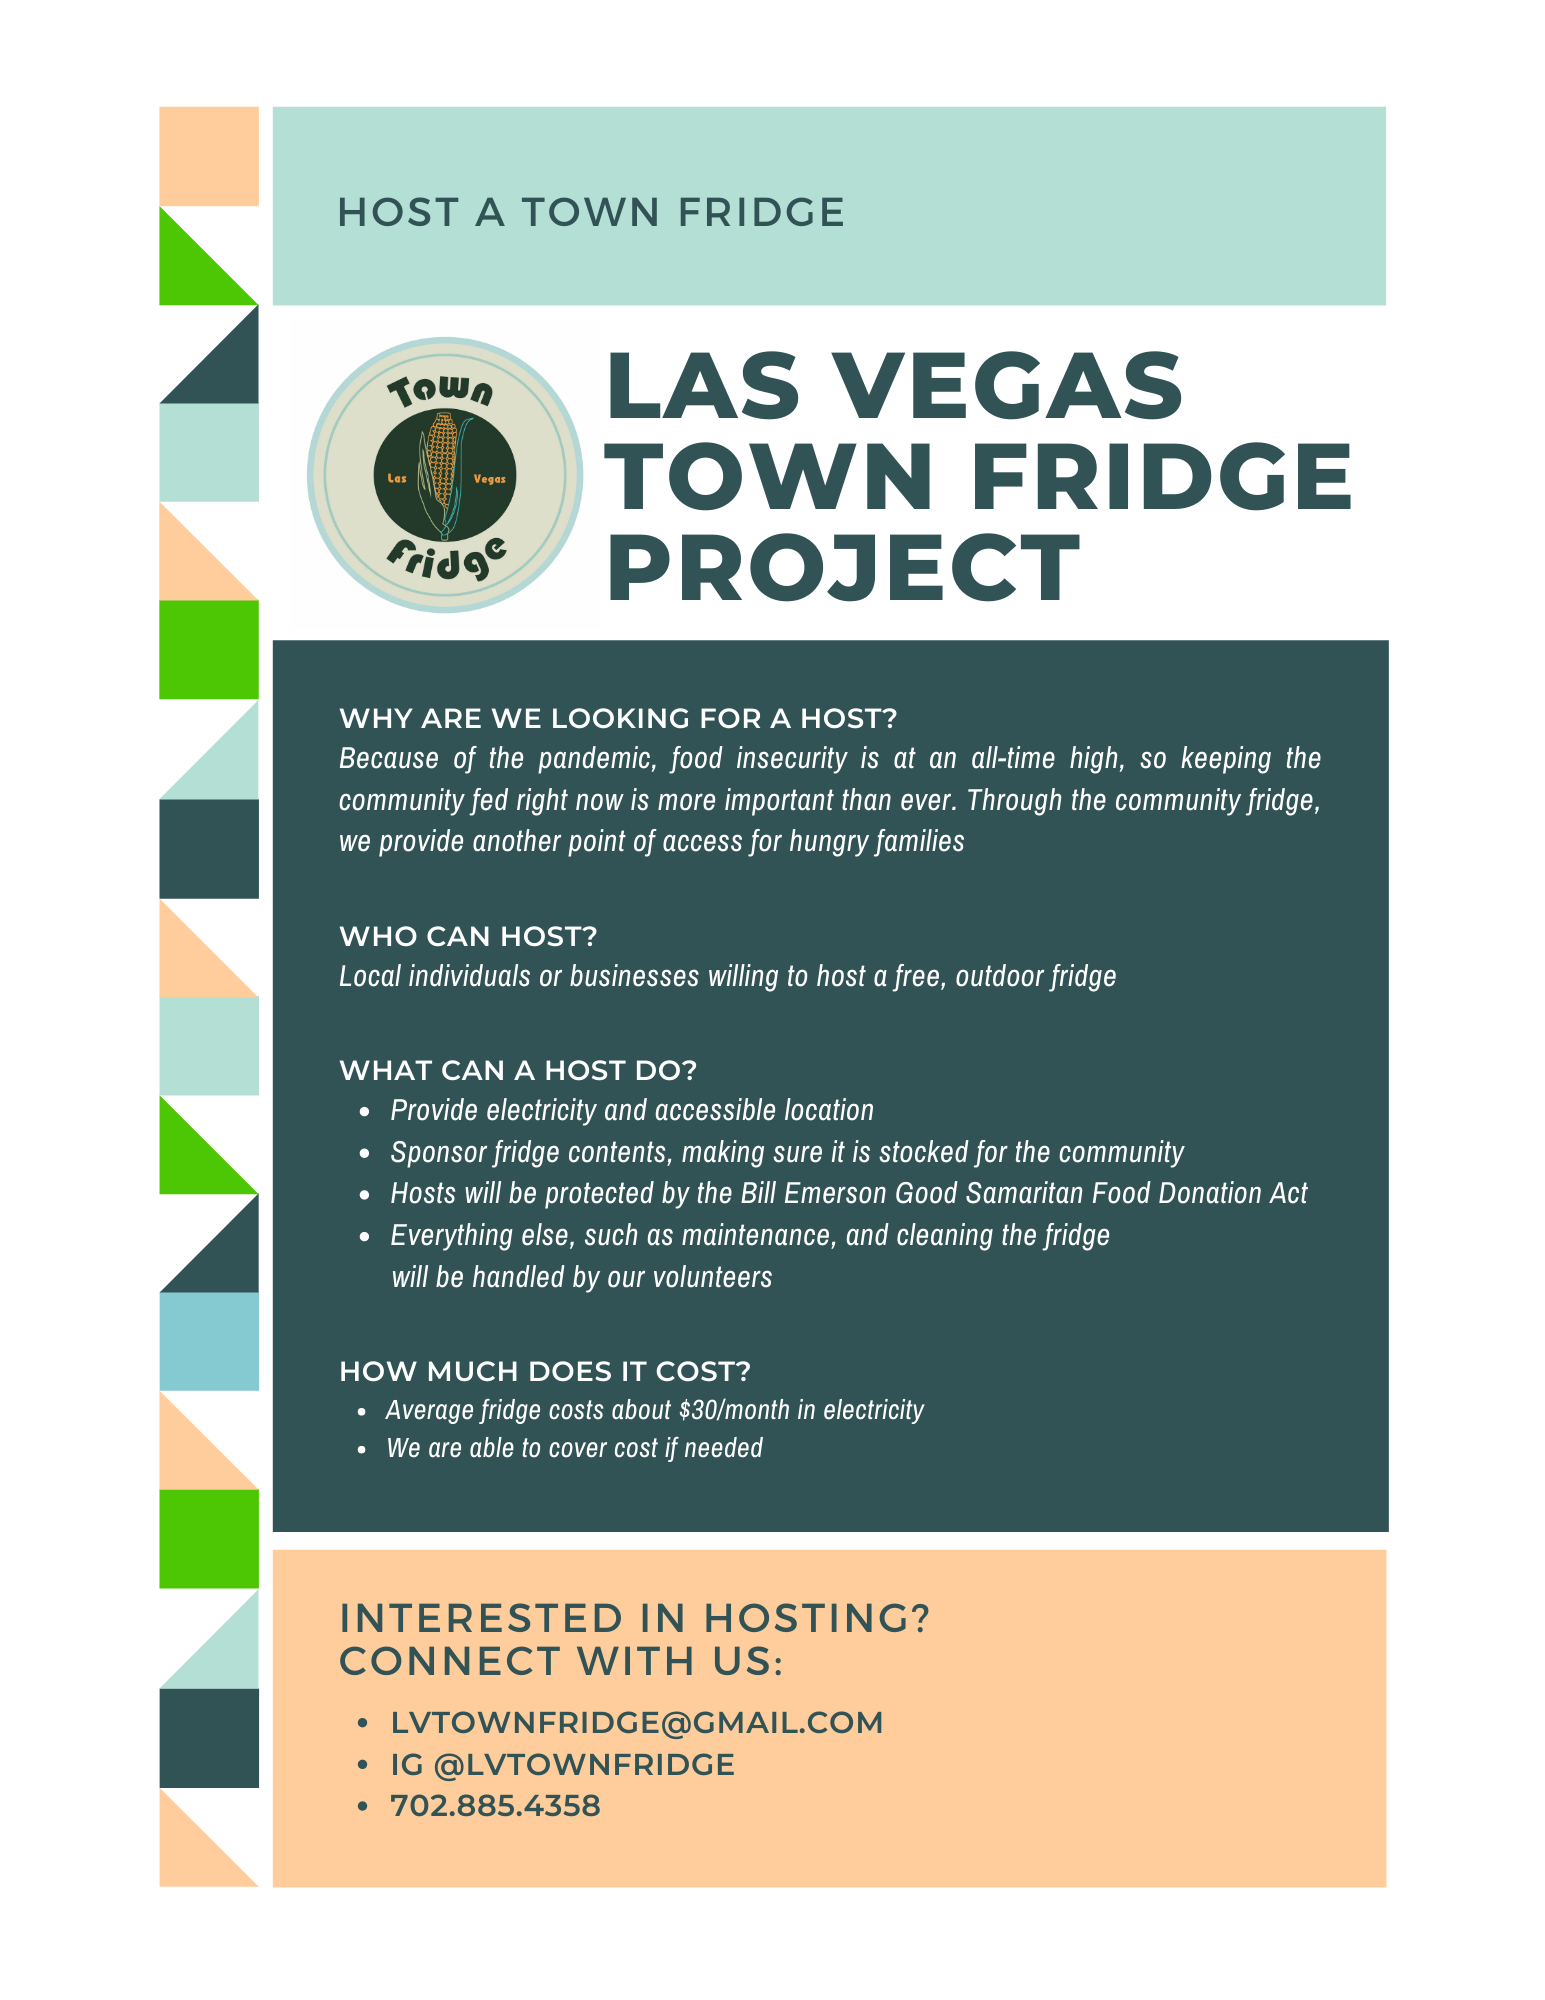 HOST A TOWN FRIDGE
Town
Las Vegas
Fridge
LAS VEGAS
TOWN FRIDGE
PROJECT
WHY ARE WE LOOKING FOR A HOST?
Because of the pandemic, food insecurity is at an all-time high, so keeping the
community fed right now is more important than ever. Through the community fridge,
we provide another point of access for hungry families
WHO CAN HOST?
Local individuals or businesses willing to host a free, outdoor fridge
WHAT CAN A HOST DO?
• Provide electricity and accessible location
• Sponsor fridge contents, making sure it is stocked for the community
• Hosts will be protected by the Bill Emerson Good Samaritan Food Donation Act
• Everything else, such as maintenance, and cleaning the fridge
will be handled by our volunteers
HOW MUCH DOES IT COST?
• Average fridge costs about $30/month in electricity
• We are able to cover cost if needed
INTERESTED IN HOSTING?
CONNECT WITH US:
• LVTOWNFRIDGE@GMAIL.COM
• IG @LVTOWNFRIDGE
• 702.885.4358